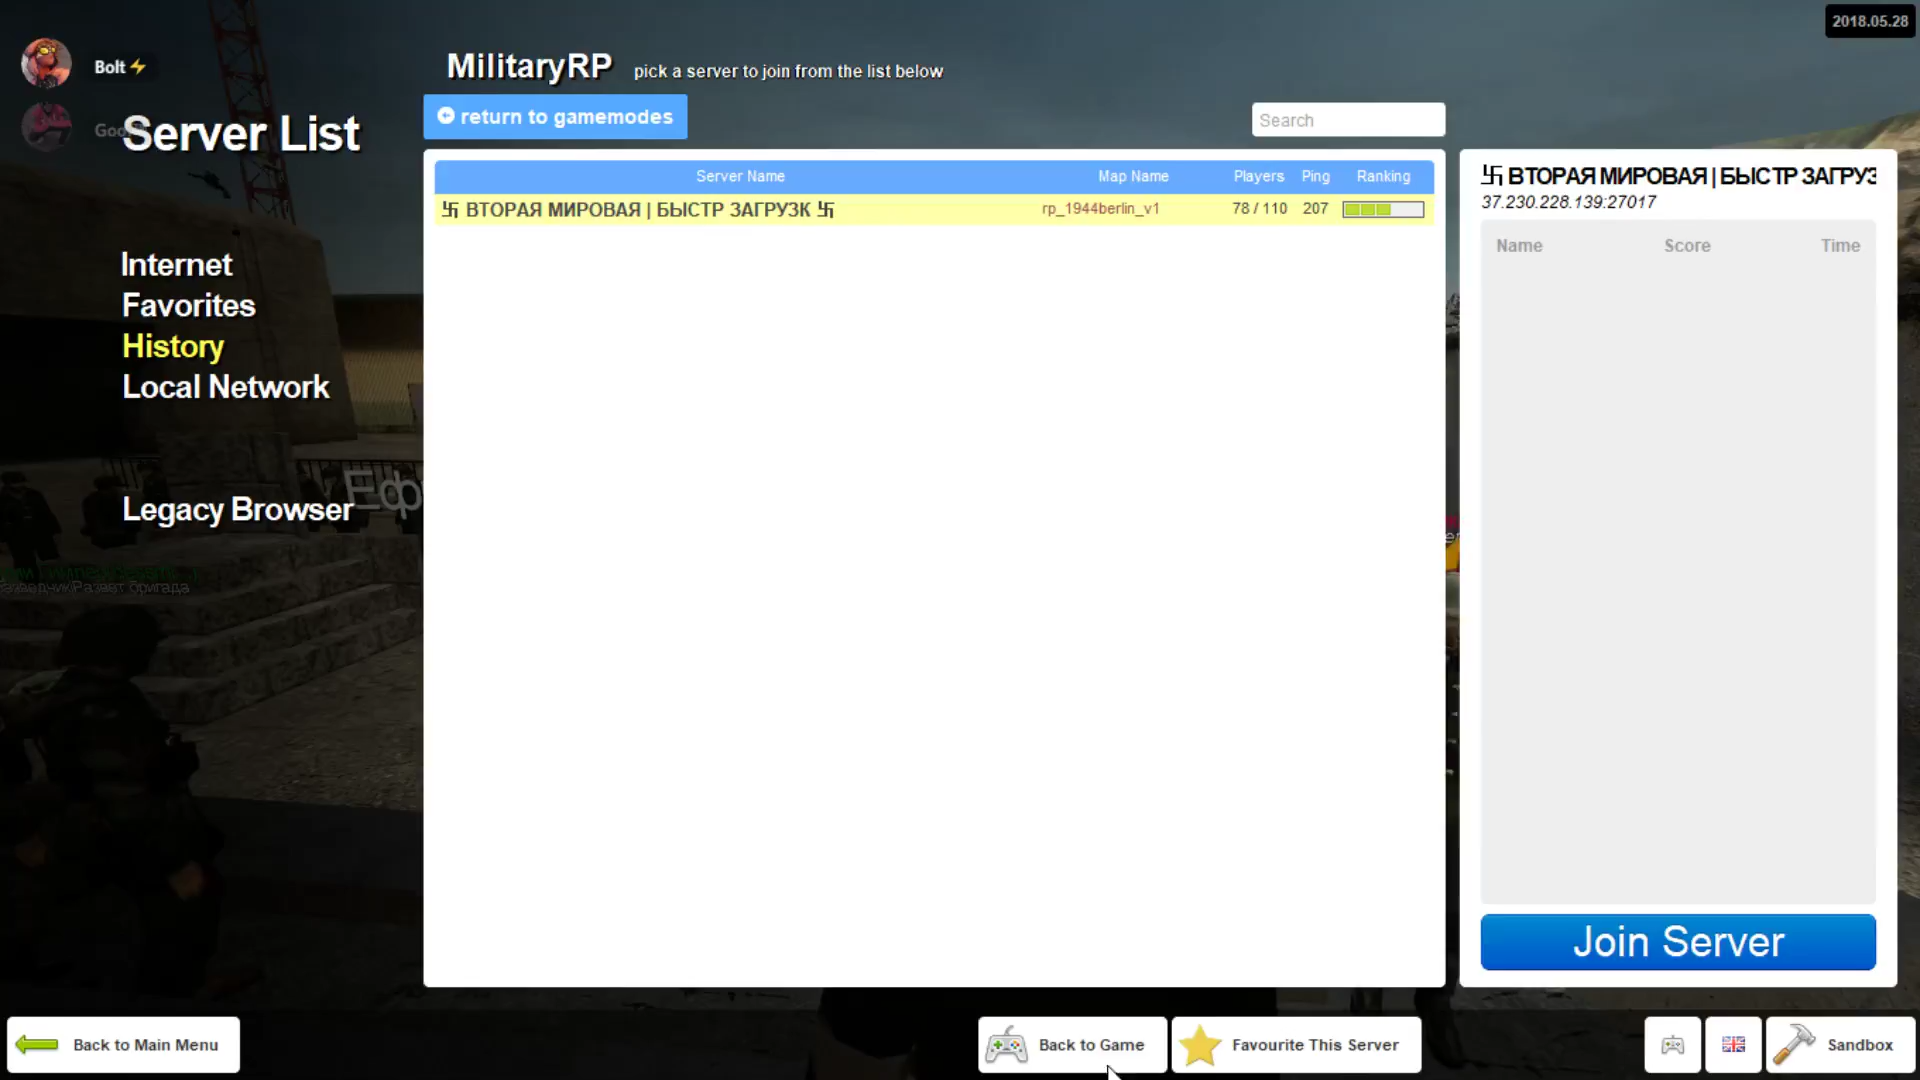 2018.05.28
Bolt⚡
Server List
MilitaryRP pick a server to join from the list below
return to gamemodes
Search
Server Name Map Name Players Ping Ranking
卐 ВТОРАЯ МИРОВАЯ | БЫСТР ЗАГРУЗК 卐 rp_1944berlin_v1 78 / 110 207
卐 ВТОРАЯ МИРОВАЯ | БЫСТР ЗАГРУЗ
37.230.228.139:27017
Name Score Time
Internet
Favorites
History
Local Network
Legacy Browser
Еф
бригада
Join Server
Back to Main Menu
Back to Game
Favourite This Server
Sandbox